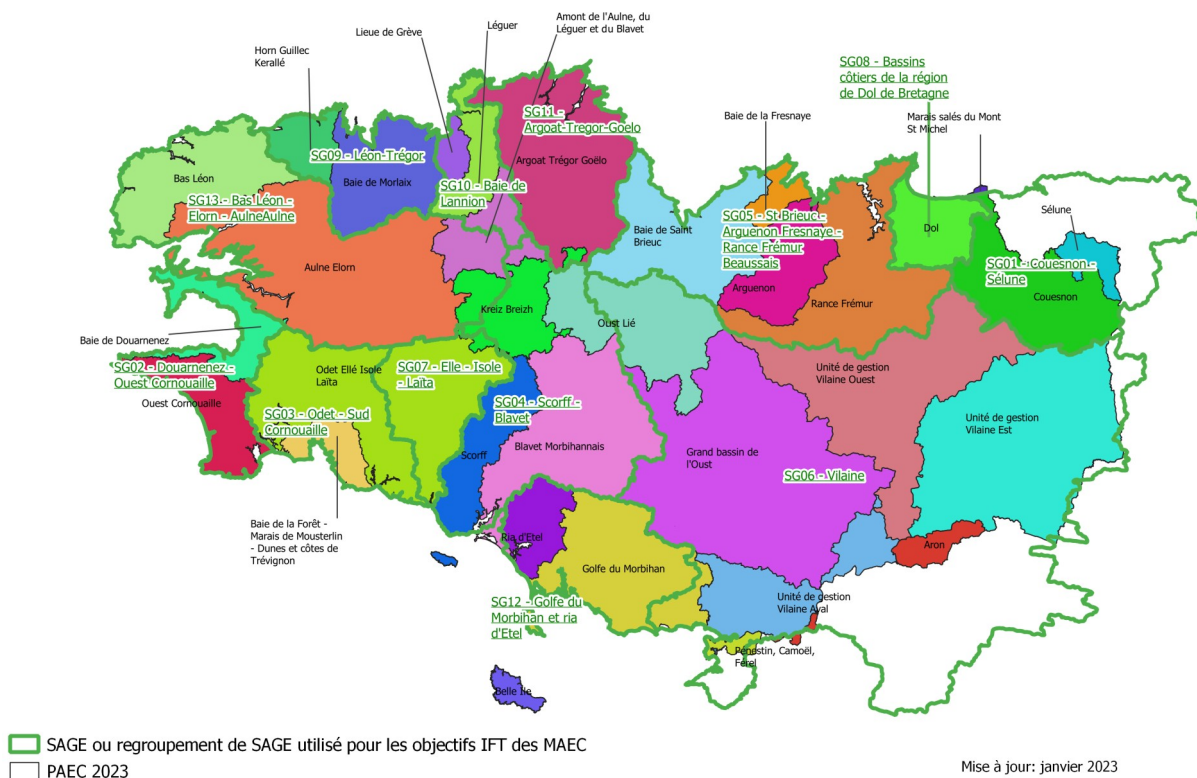 Amont de l'Aulne, du
Léguer et du Blavet
Léguer
Lieue de Grève
Horn Guillec
Kerallé
SG08 - Bassins
côtiers de la région
de Dol de Bretagne
SG11 -
Argoat-Tregor-Goelo
Baie de la Fresnaye
Marais salés du Mont
St Michel
SG09 - Léon-Trégor
Argoat Trégor Goëlo
Bas Léon
Baie de Morlaix
SG10 - Baie de
Lannion
Sélune
SG13 - Bas Léon -
Elorn - AulneAulne
SG05 - St Brieuc -
Arguenon Fresnaye -
Rance Frémur
Beaussais
Baie de Saint
Brieuc
Dol
Aulne Elorn
SG01 - Couesnon -
Sélune
Arguenon
Rance Frémur
Couesnon
Kreiz Breizh
Oust Lié
Baie de Douarnenez
SG02 - Douarnenez -
Ouest Cornouaille
Odet Ellé Isole
Laïta
SG07 - Elle - Isole
- Laïta
Unité de gestion
Vilaine Ouest
Ouest Cornouaille
SG03 - Odet - Sud
Cornouaille
SG04 - Scorff -
Blavet
Unité de gestion
Vilaine Est
Blavet Morbihannais
Scorff
Grand bassin de
l'Oust
SG06 - Vilaine
Baie de la Forêt -
Marais de Mousterlin
- Dunes et côtes de
Trévignon
Ria d'Etel
Aron
Golfe du Morbihan
SG12 - Golfe du
Morbihan et ria
d'Etel
Unité de gestion
Vilaine Aval
Pénestin, Camoël,
Férel
Belle Ile
SAGE ou regroupement de SAGE utilisé pour les objectifs IFT des MAEC
PAEC 2023
Mise à jour: janvier 2023